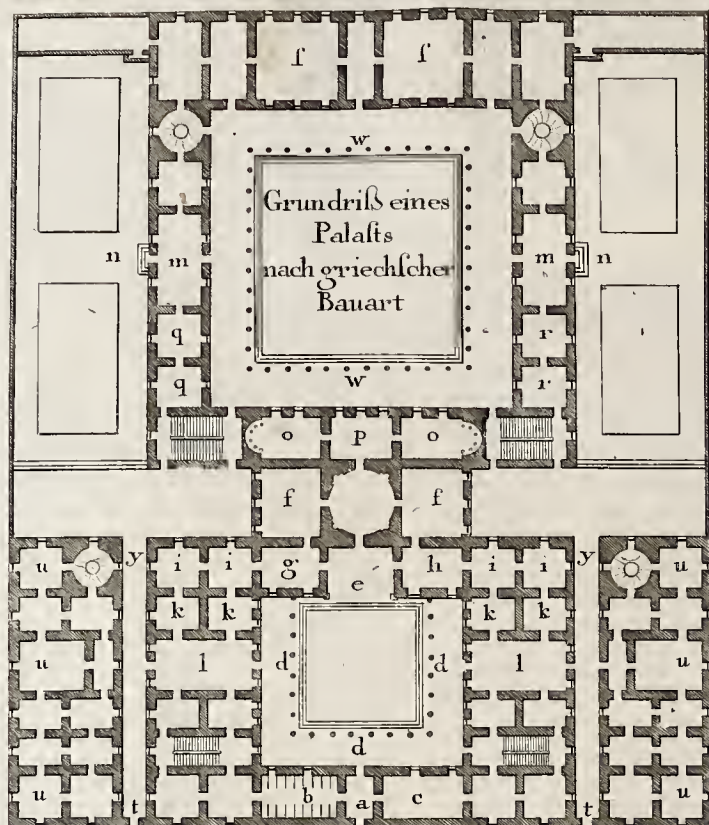 ſ ſ
w
Grundriß eines
Palaſts
nach griechſcher
Bauart
n m m n
q r
q r
w
o p o
f f
y y
u i i g h i i u
e
k k k k
u l d d l u
d
u b a c u
t t